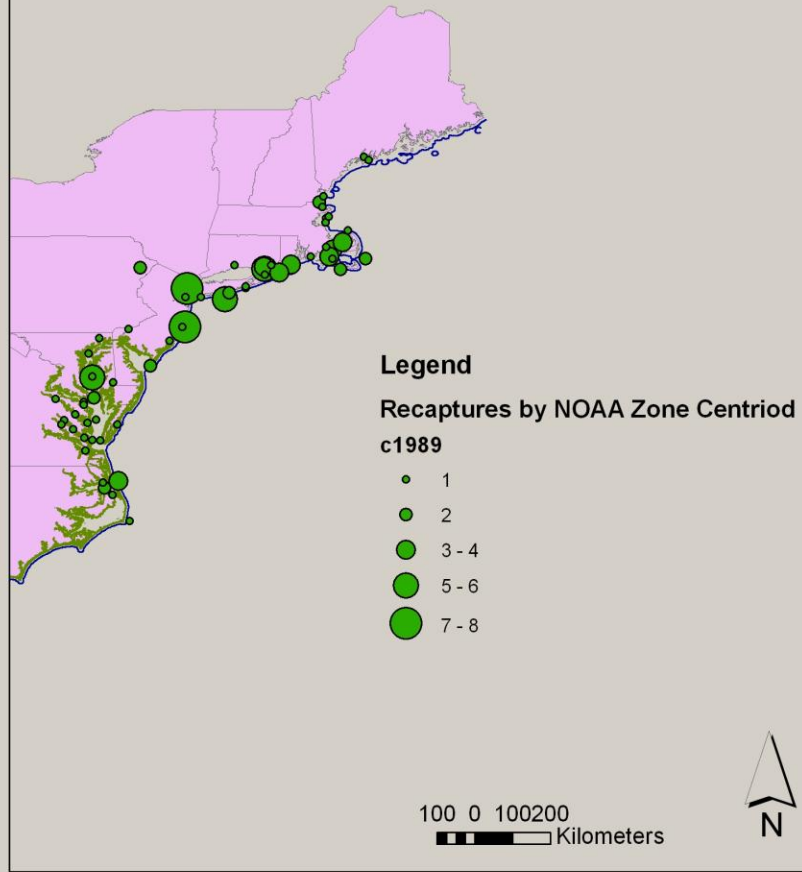 Legend
Recaptures by NOAA Zone Centriod
c1989
1
2
3 - 4
5 - 6
7 - 8
100 0 100200
Kilometers
N